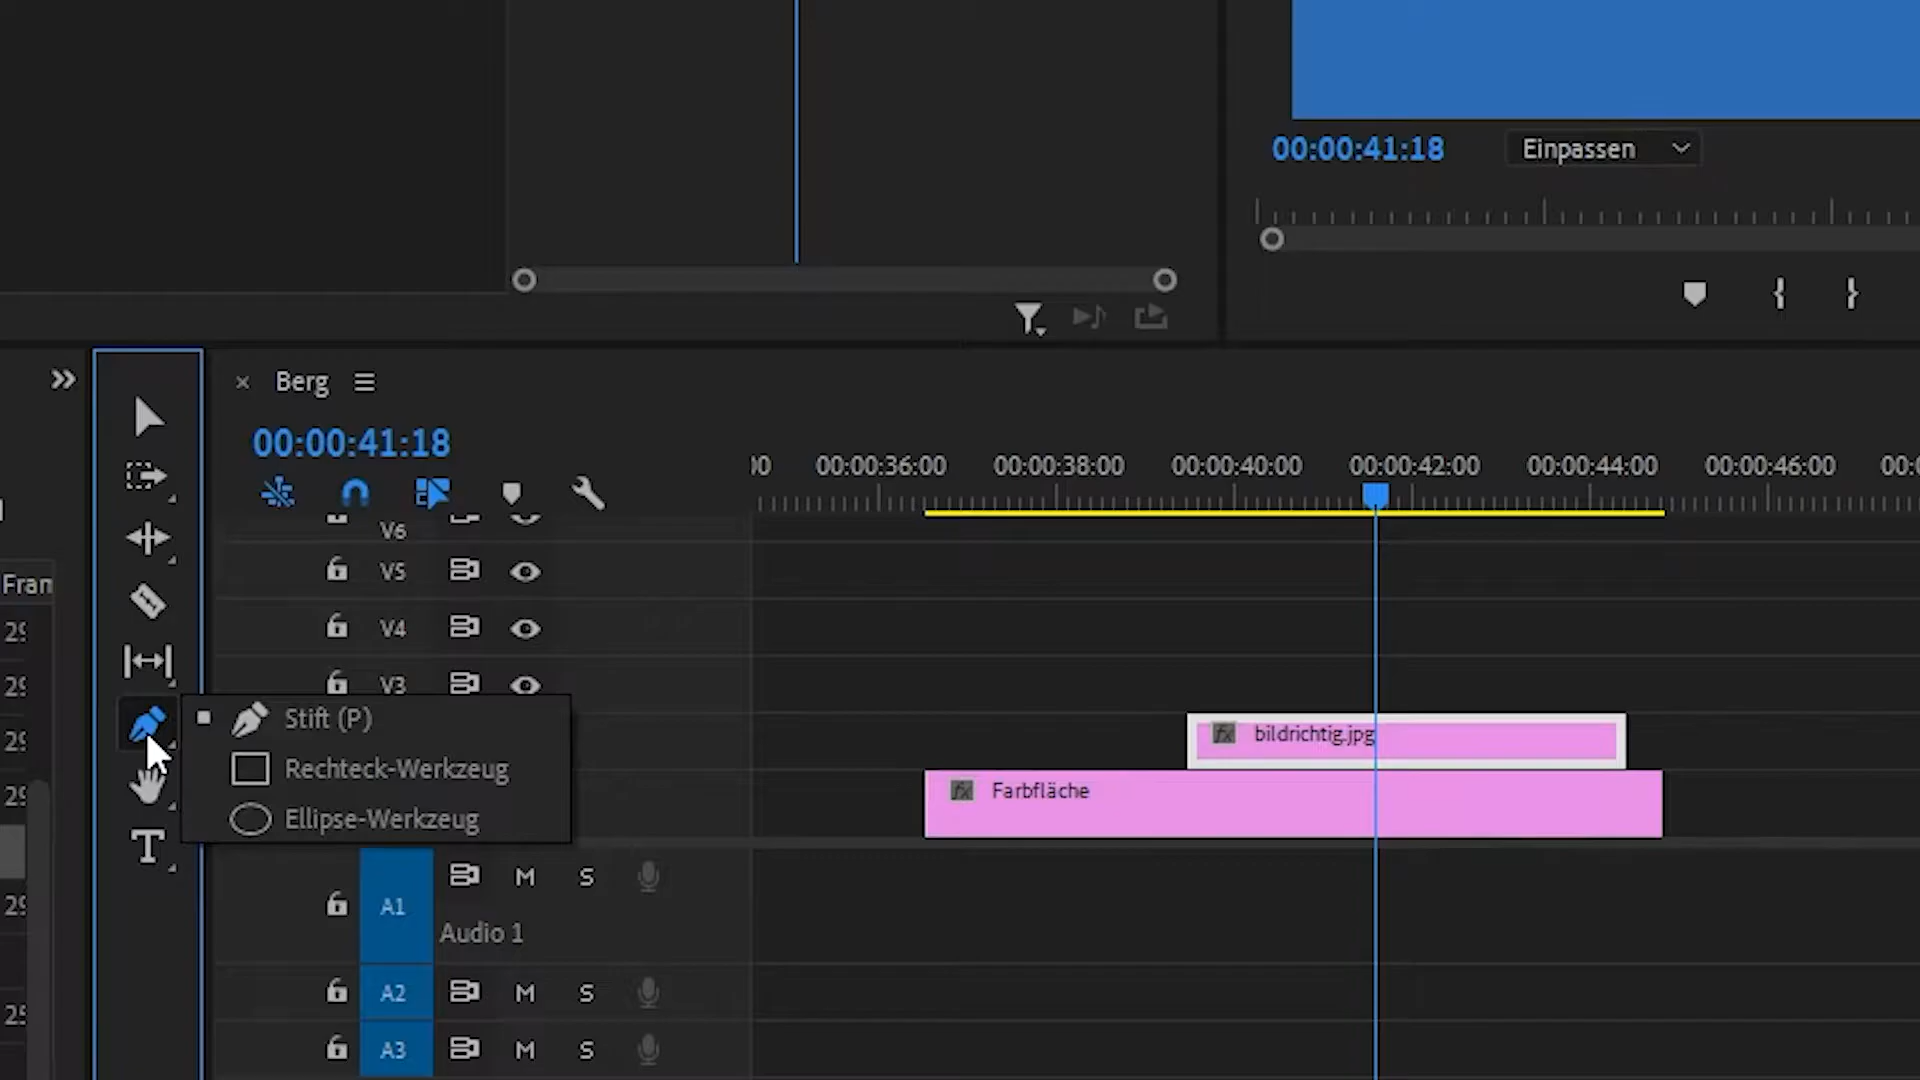 00:00:41:18
Einpassen
Berg
00:00:41:18
00:00:36:00
00:00:38:00
00:00:40:00
00:00:42:00
00:00:44:00
00:00:46:00
V6
V5
V4
V3
Stift (P)
Rechteck-Werkzeug
Ellipse-Werkzeug
fx bildrichtig.jpg
fx Farbfläche
A1 M S
Audio 1
A2 M S
A3 M S